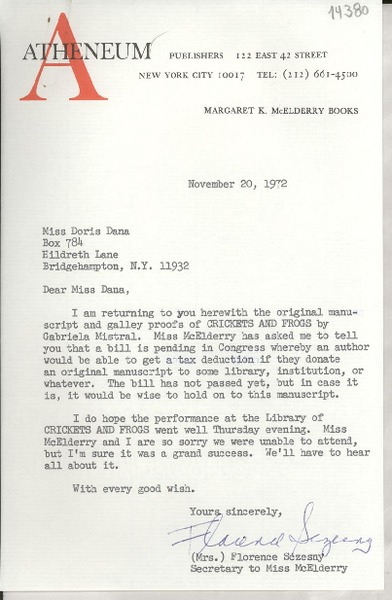 14380
ATHENEUM PUBLISHERS 122 EAST 42 STREET
NEW YORK CITY 10017 TEL: (212) 661-4500
MARGARET K. McELDERRY BOOKS
November 20, 1972
Miss Doris Dana
Box 784
Hildreth Lane
Bridgehampton, N.Y. 11932
Dear Miss Dana,
I am returning to you herewith the original manu-
script and galley proofs of CRICKETS AND FROGS by
Gabriela Mistral. Miss McElderry has asked me to tell
you that a bill is pending in Congress whereby an author
would be able to get a tax deduction if they donate
an original manuscript to some library, institution, or
whatever. The bill has not passed yet, but in case it
is, it would be wise to hold on to this manuscript.
I do hope the performance at the Library of
CRICKETS AND FROGS went well Thursday evening. Miss
McElderry and I are so sorry we were unable to attend,
but I'm sure it was a grand success. We'll have to hear
all about it.
With every good wish.
Yours sincerely,
Florence Sezesny
(Mrs.) Florence Sezesny
Secretary to Miss McElderry